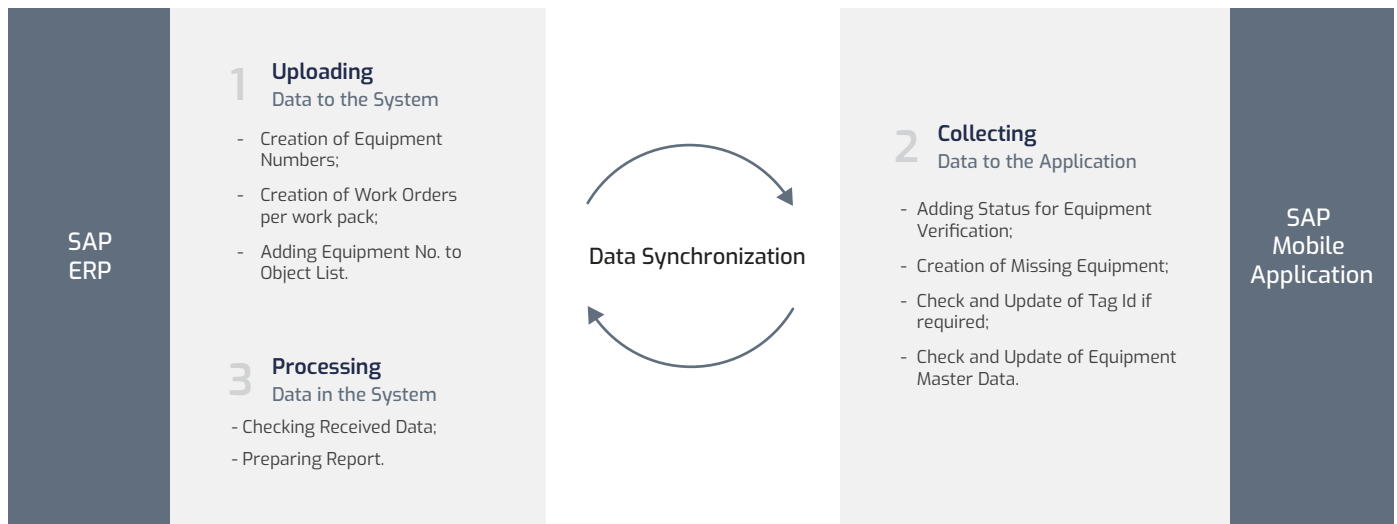 SAP
ERP
1
Uploading
Data to the System
- Creation of Equipment
Numbers;
- Creation of Work Orders
per work pack;
- Adding Equipment No. to
Object List.
3
Processing
Data in the System
- Checking Received Data;
- Preparing Report.
Data Synchronization
2
Collecting
Data to the Application
- Adding Status for Equipment
Verification;
- Creation of Missing Equipment;
- Check and Update of Tag Id if
required;
- Check and Update of Equipment
Master Data.
SAP
Mobile
Application